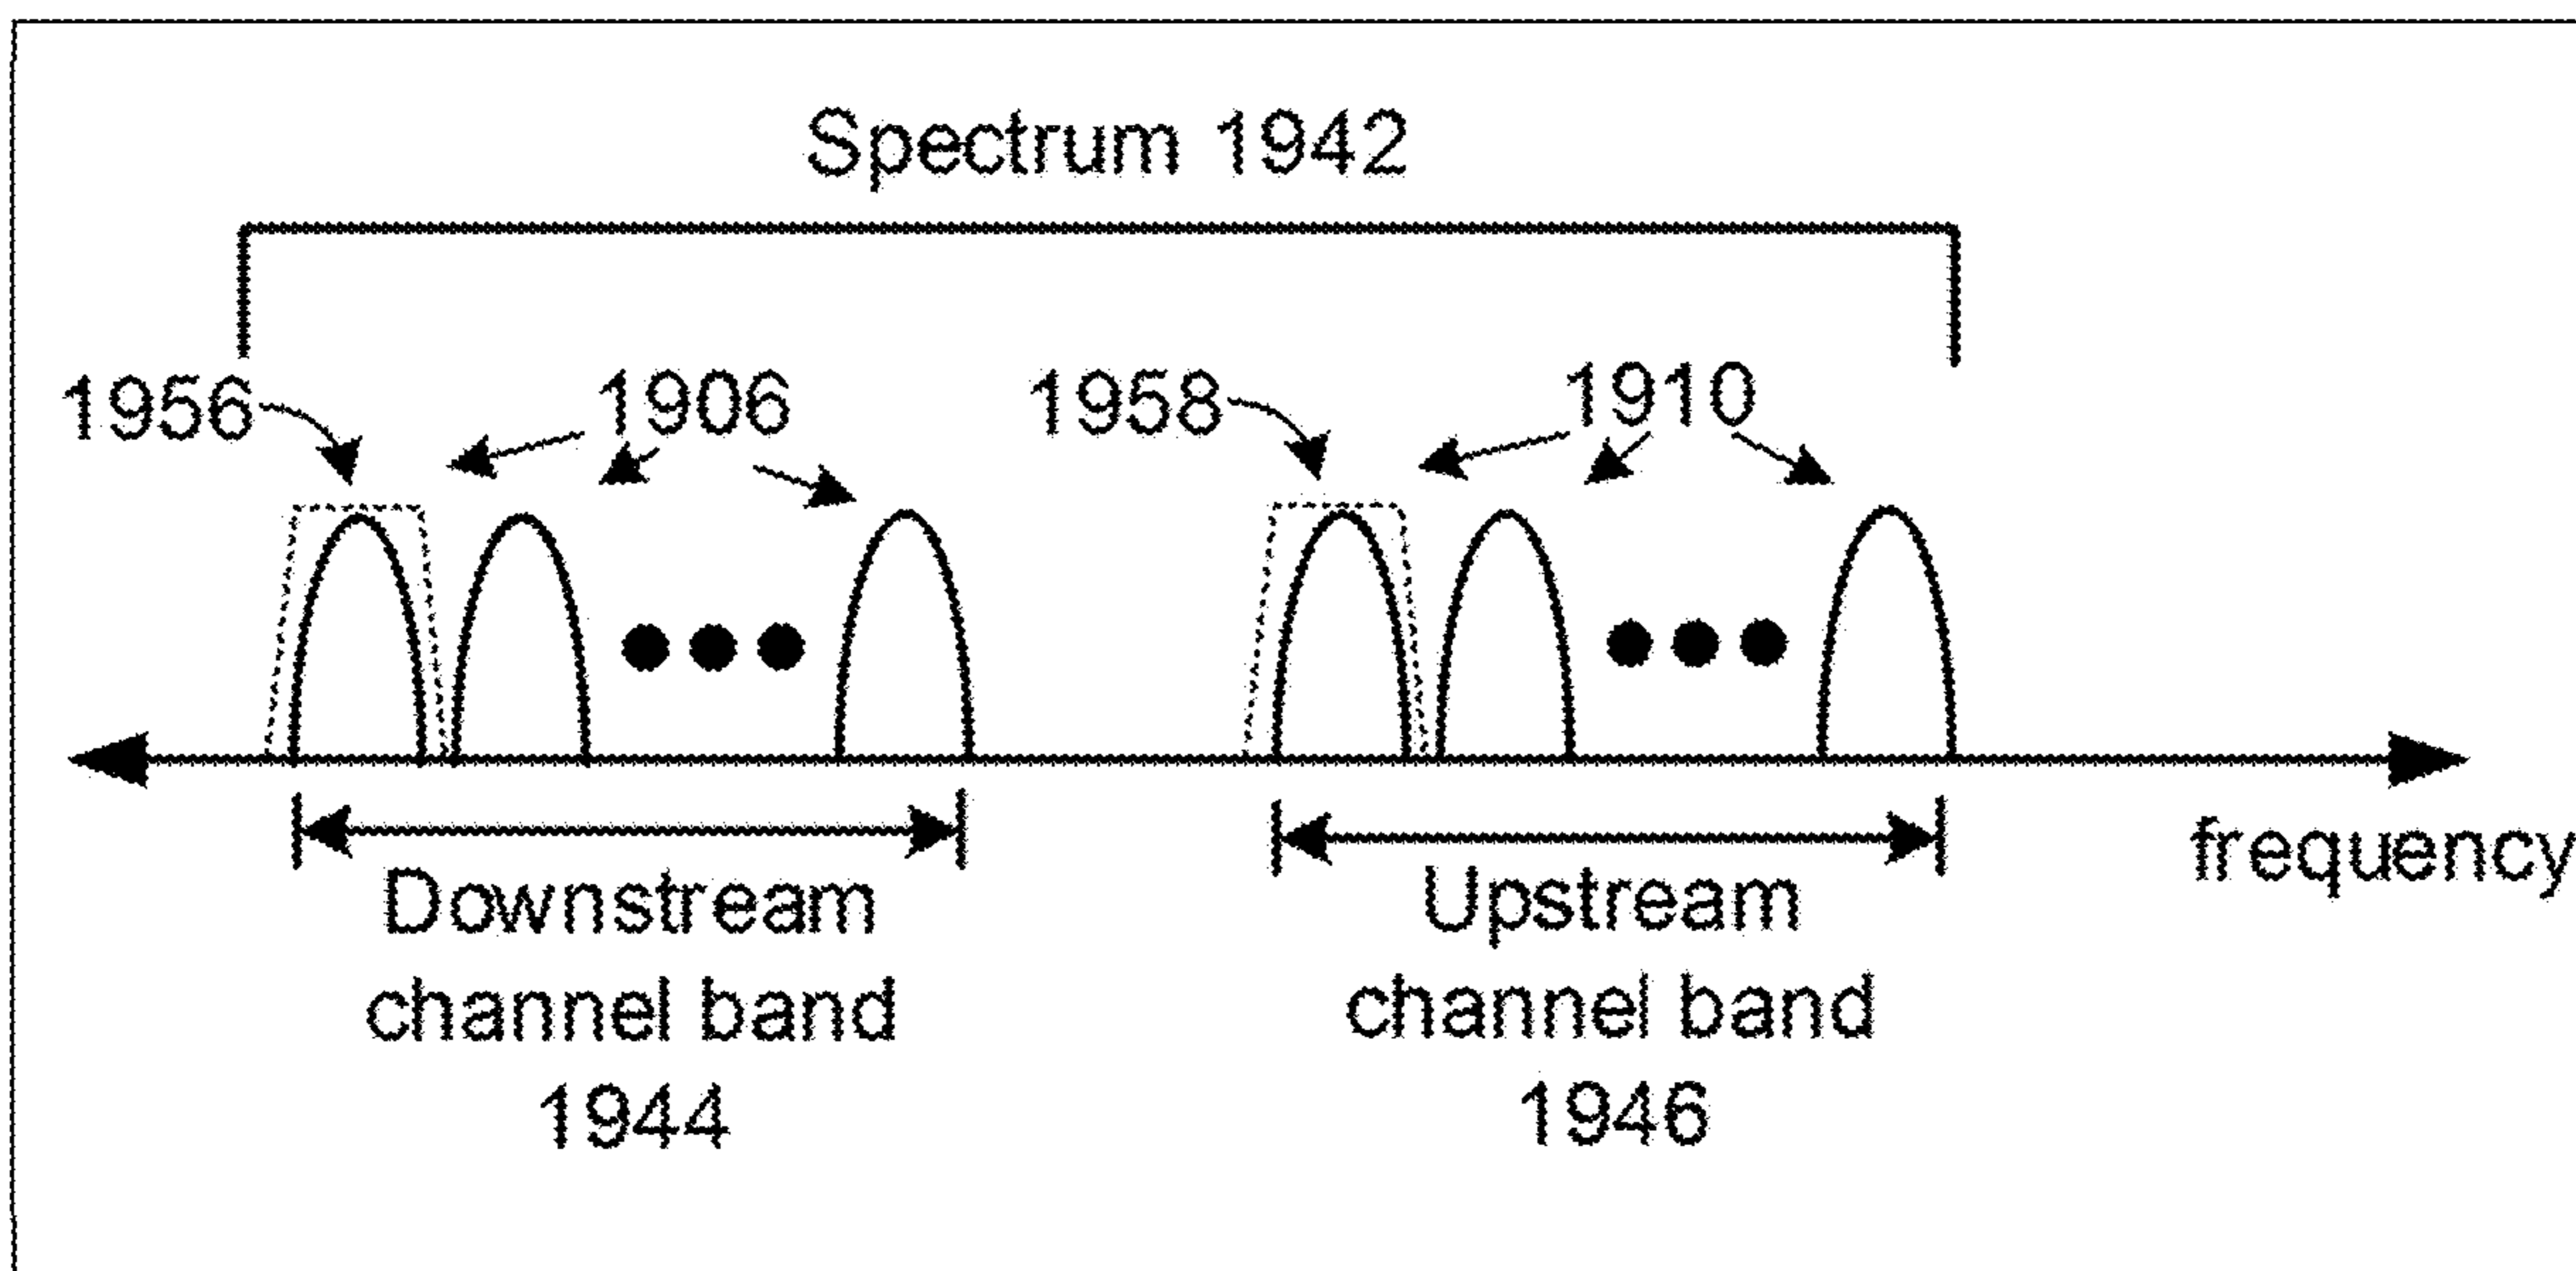 Spectrum 1942
1956
1906
1958
1910
frequency
Downstream
channel band
1944
Upstream
channel band
1946